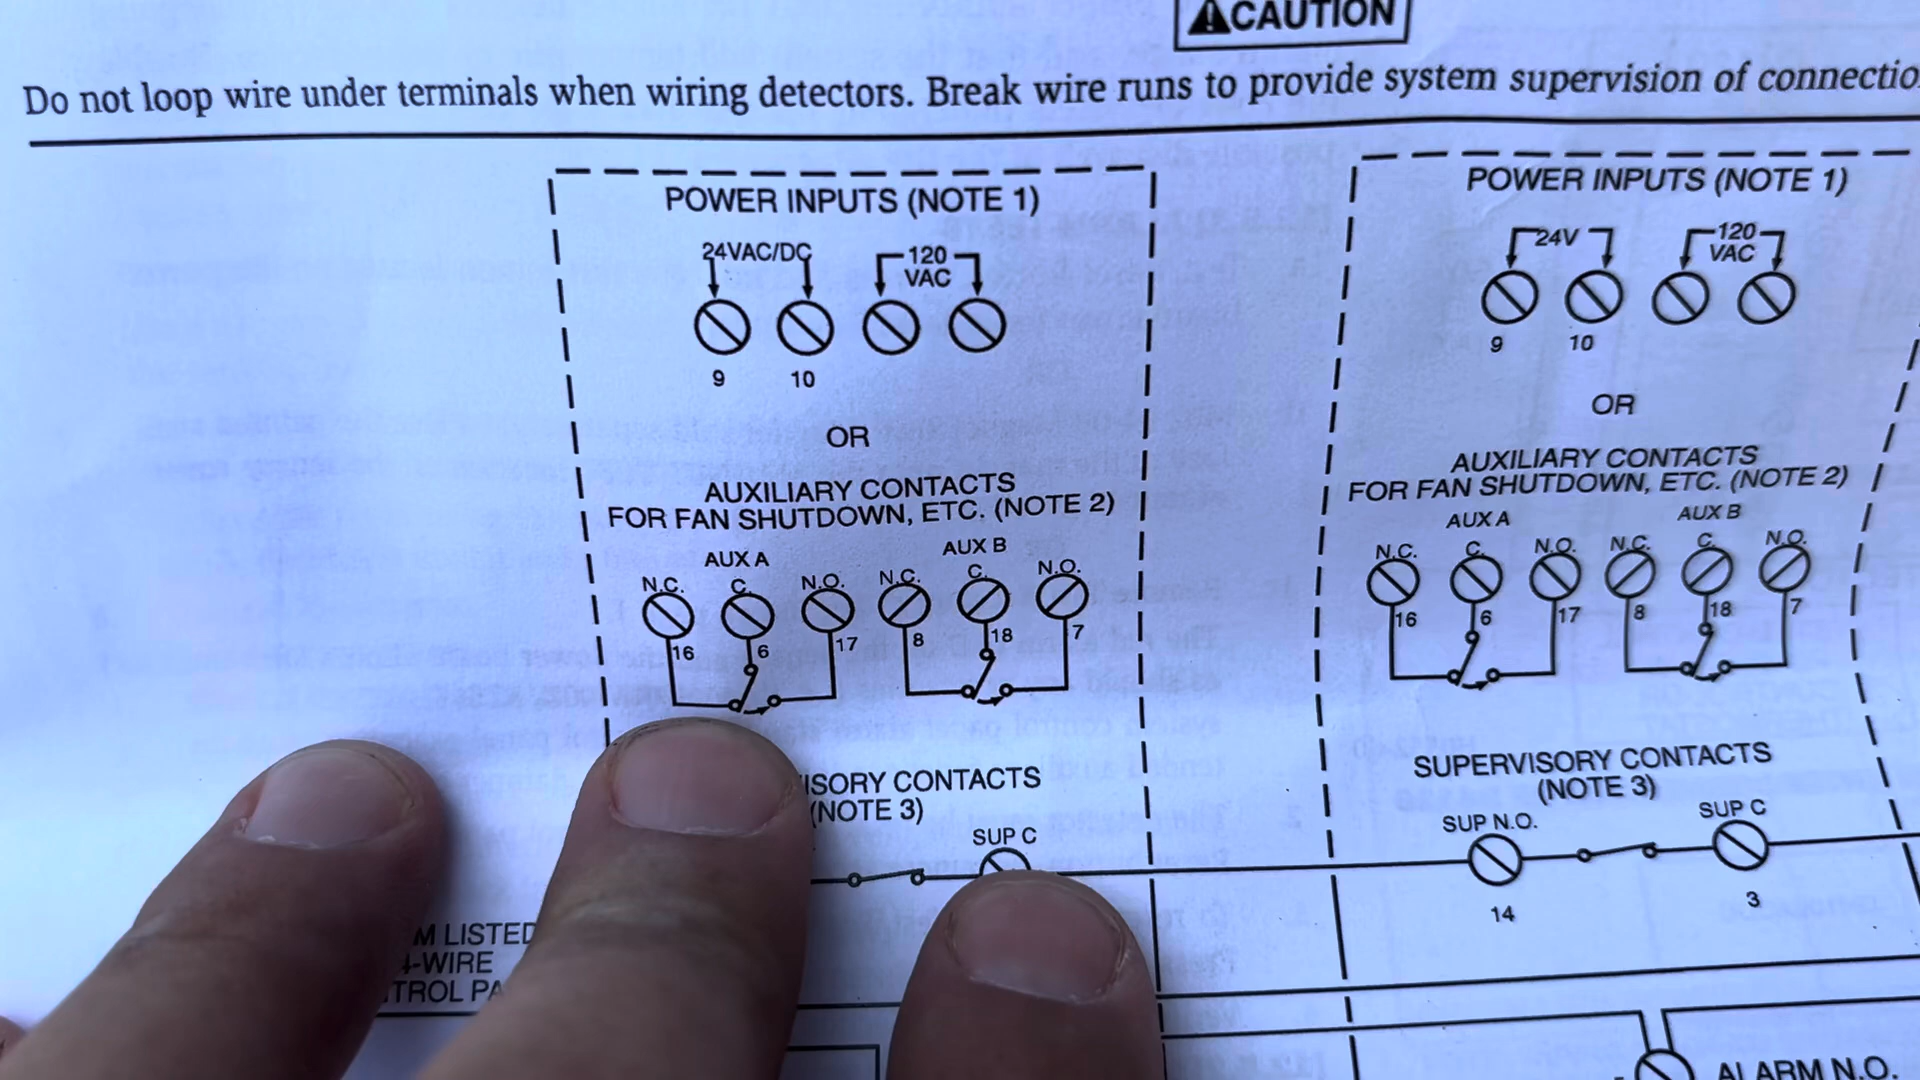 CAUTION
Do not loop wire under terminals when wiring detectors. Break wire runs to provide system supervision of
POWER INPUTS (NOTE 1)
24VAC/DC
120
VAC
9
10
OR
AUXILIARY CONTACTS
FOR FAN SHUTDOWN, ETC. (NOTE 2)
AUX A
AUX B
N.C.
C.
N.O.
N.C.
C.
N.O.
16
6
17
8
18
7
CONTACTS
(NOTE 3)
SUP C
LISTED
-WIRE
POWER INPUTS (NOTE 1)
24V
120
VAC
9
10
OR
AUXILIARY CONTACTS
FOR FAN SHUTDOWN, ETC. (NOTE 2)
AUX A
AUX B
N.C.
C.
N.O.
N.C.
C.
N.O.
16
6
17
8
18
7
SUPERVISORY CONTACTS
(NOTE 3)
SUP N.O.
SUP C
14
3
ALARM N.O.